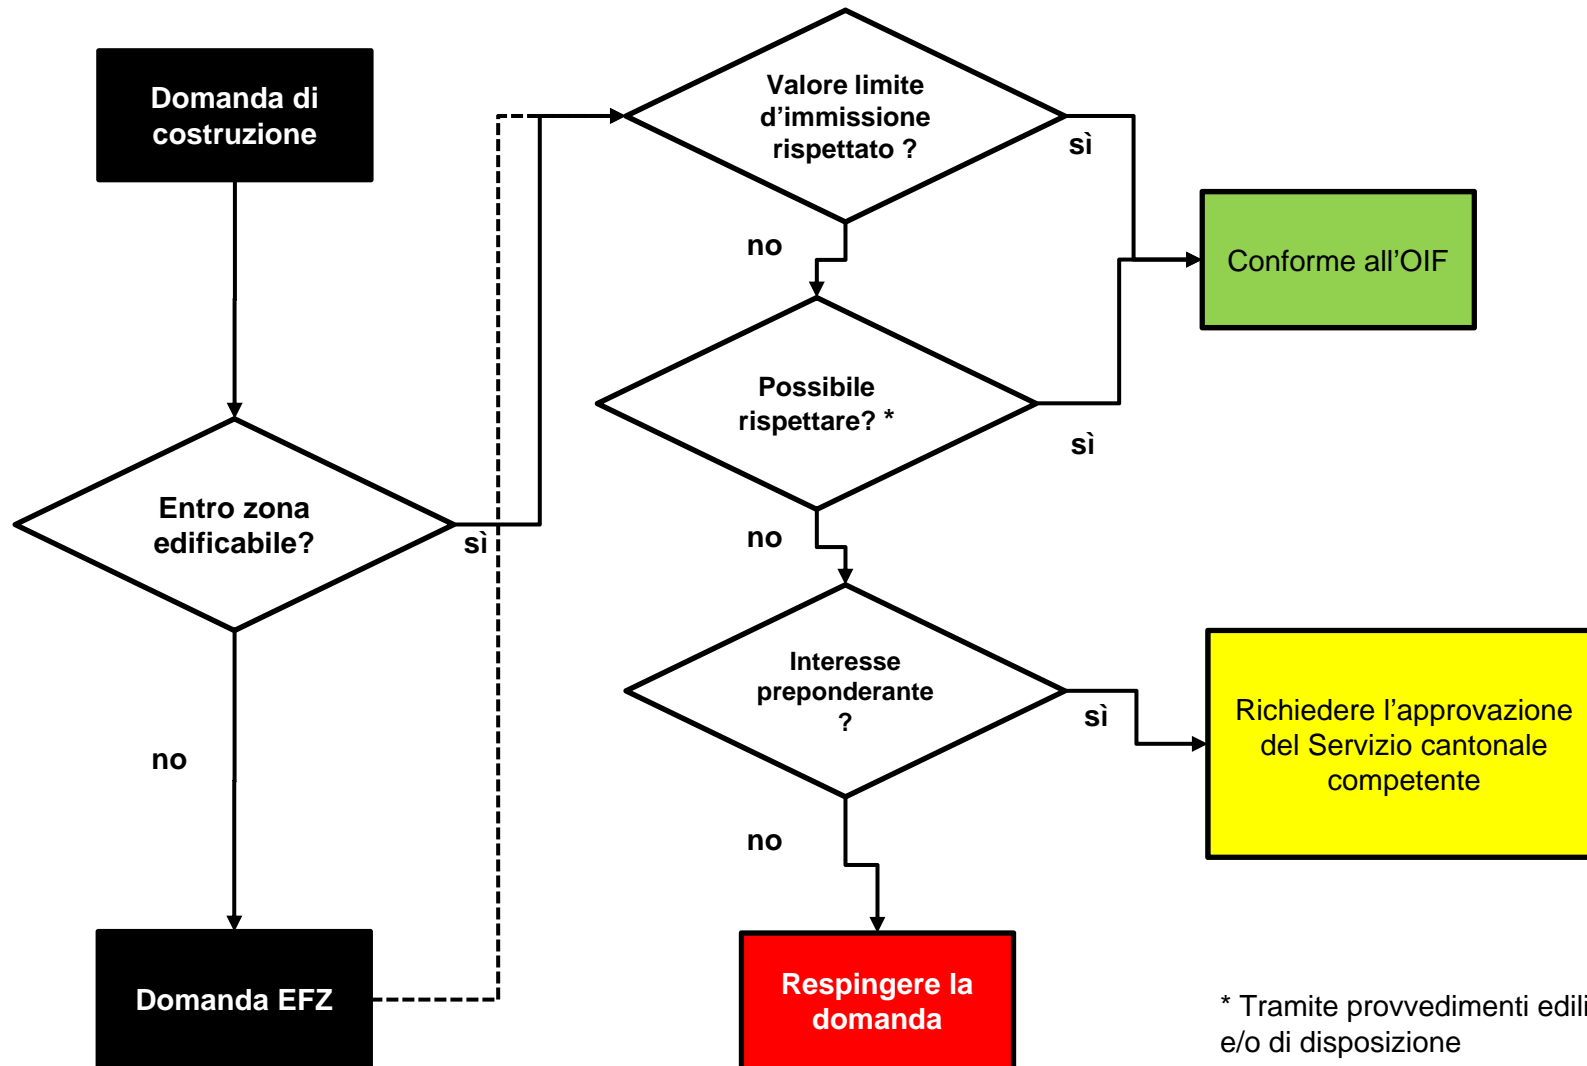 Domanda di
costruzione
Entro zona
edificabile?
sì
no
Domanda EFZ
Valore limite
d’immissione
rispettato ?
sì
no
Conforme all’OIF
Possibile
rispettare? *
sì
no
Interesse
preponderante
?
sì
no
Richiedere l’approvazione
del Servizio cantonale
competente
Respingere la
domanda
* Tramite provvedimenti edili
e/o di disposizione